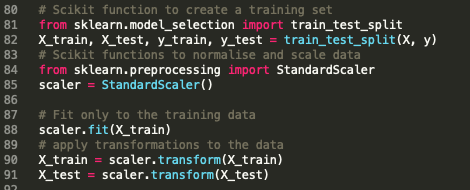 80 # Scikit function to create a training set
81 from sklearn.model_selection import train_test_split
82 X_train, X_test, y_train, y_test = train_test_split(X, y)
83 # Scikit functions to normalise and scale data
84 from sklearn.preprocessing import StandardScaler
85 scaler = StandardScaler()
86
87 # Fit only to the training data
88 scaler.fit(X_train)
89 # apply transformations to the data
90 X_train = scaler.transform(X_train)
91 X_test = scaler.transform(X_test)